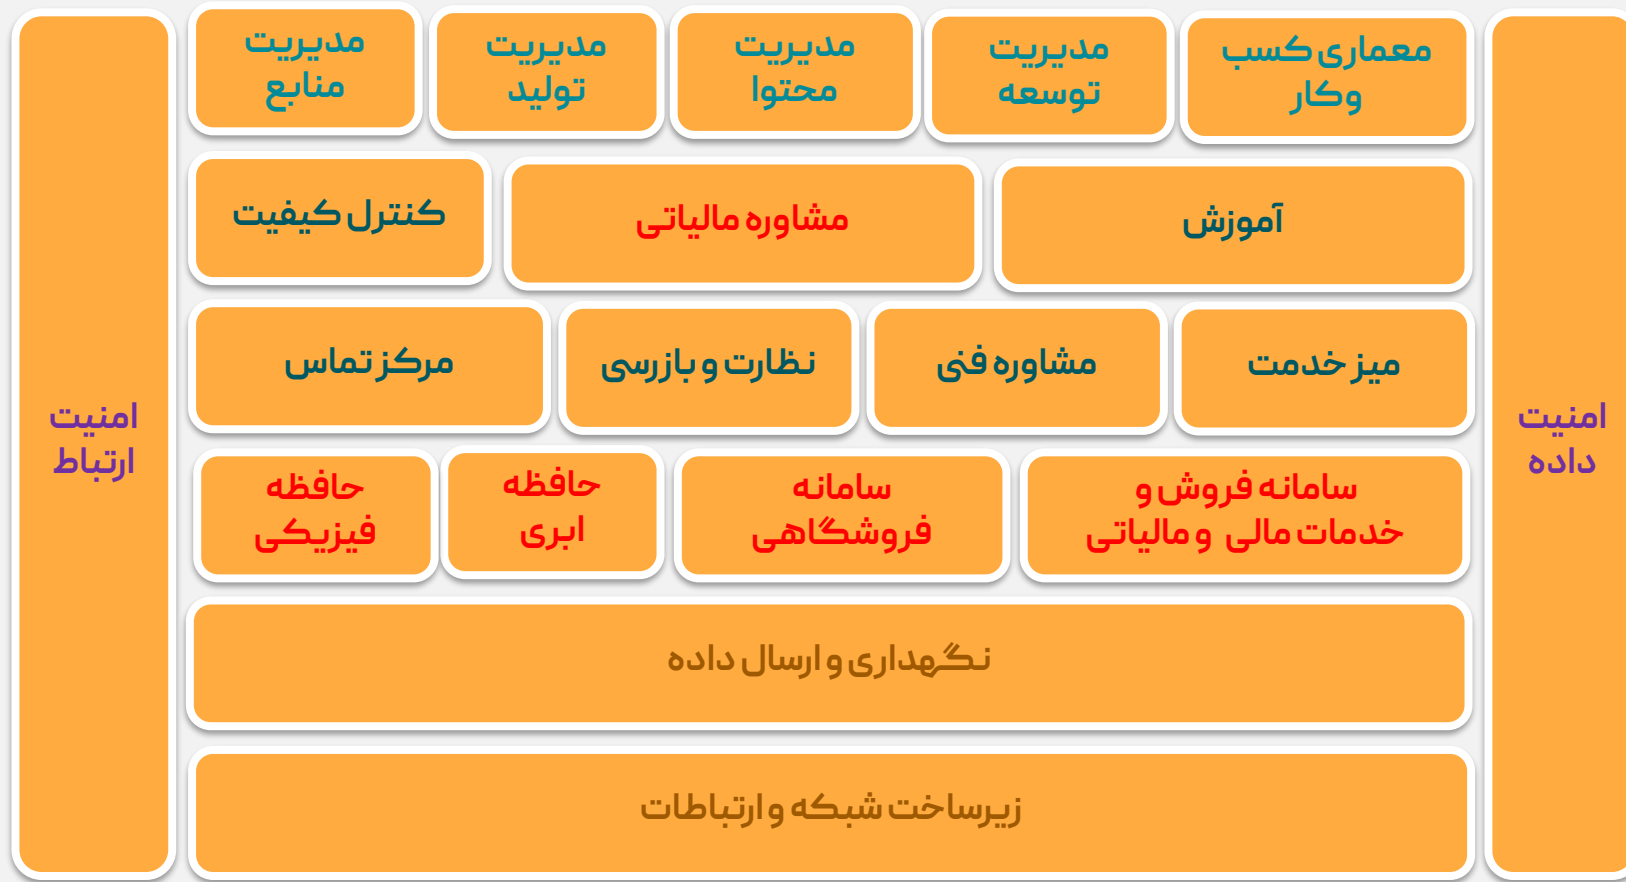 امنیت
داده
معماری کسب
وکار
مدیریت
توسعه
مدیریت
محتوا
مدیریت
تولید
مدیریت
منابع
آموزش
مشاوره مالیاتی
کنترل کیفیت
میز خدمت
مشاوره فنی
نظارت و بازرسی
مرکز تماس
سامانه فروش و
خدمات مالی و مالیاتی
سامانه
فروشگاهی
حافظه
ابری
حافظه
فیزیکی
نگهداری و ارسال داده
زیرساخت شبکه و ارتباطات
امنیت
ارتباط